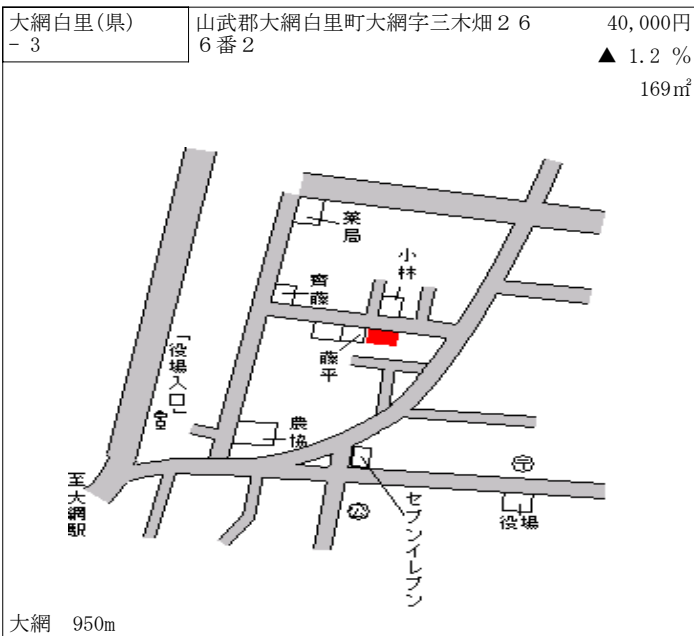 大網白里(県)
－３
山武郡大網白里町大網字三木畑２６
６番２
40,000円
▲ 1.2 %
169㎡
薬局
小林
齊藤
藤平
「役場入口」
農協
至大網駅
セブンイレブン
役場
大網　950m